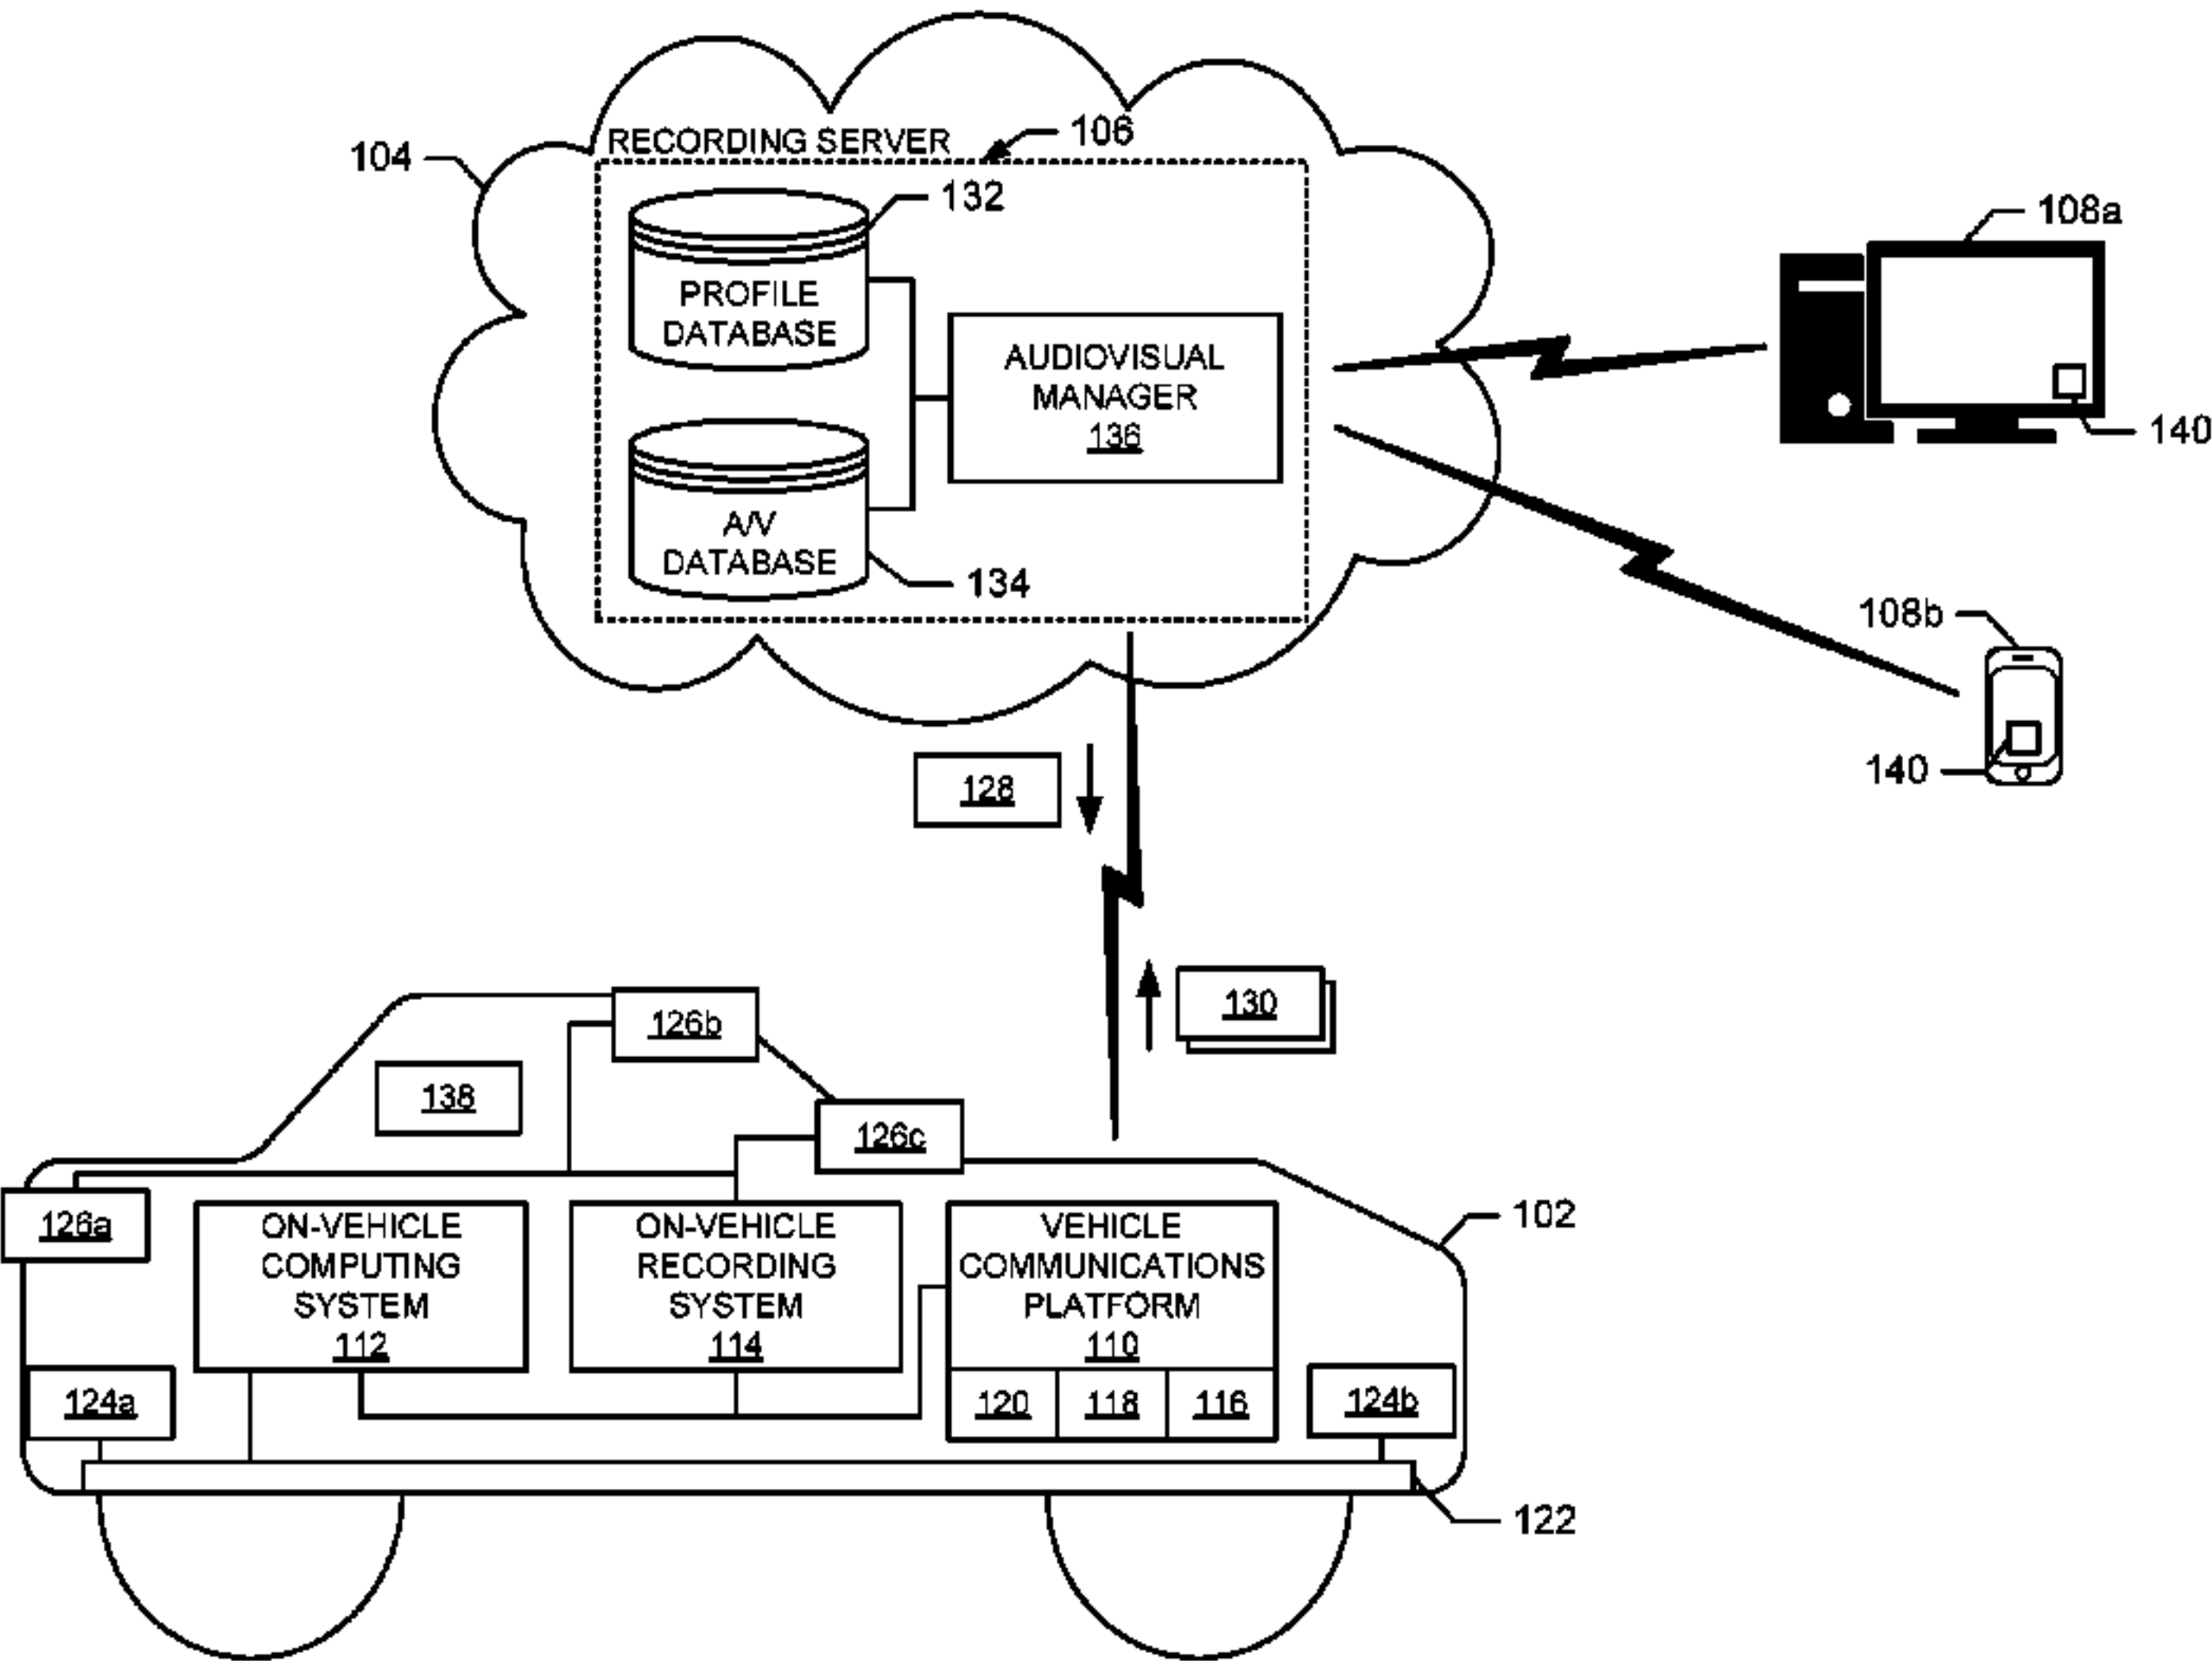 RECORDING SERVER
106
104
132
108a
PROFILE
DATABASE
AUDIOVISUAL
MANAGER
136
140
A/V
DATABASE
134
108b
140
128
130
126b
138
126c
126a
102
ON-VEHICLE
COMPUTING
SYSTEM
112
ON-VEHICLE
RECORDING
SYSTEM
114
VEHICLE
COMMUNICATIONS
PLATFORM
110
124a
120
118
116
124b
122